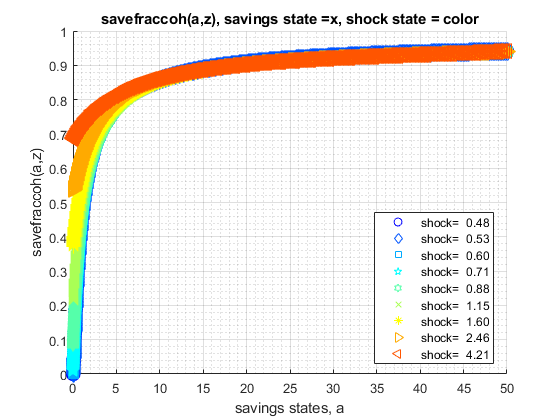 savefraccoh(a,z), savings state =x, shock state = color
savefraccoh(a,z)
1
0.9
0.8
0.7
0.6
0.5
0.4
0.3
0.2
0.1
0
0 5 10 15 20 25 30 35 40 45 50
savings states, a
shock= 0.48
shock= 0.53
shock= 0.60
shock= 0.71
shock= 0.88
shock= 1.15
shock= 1.60
shock= 2.46
shock= 4.21